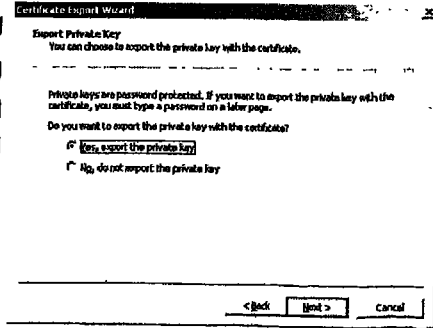 Certificate Export Wizard
Export Private Key
You can choose to export the private key with the certificate.
Private keys are password protected. If you want to export the private key with the
certificate, you must type a password on a later page.
Do you want to export the private key with the certificate?
Yes, export the private key
No, do not export the private key
< Back Next > Cancel